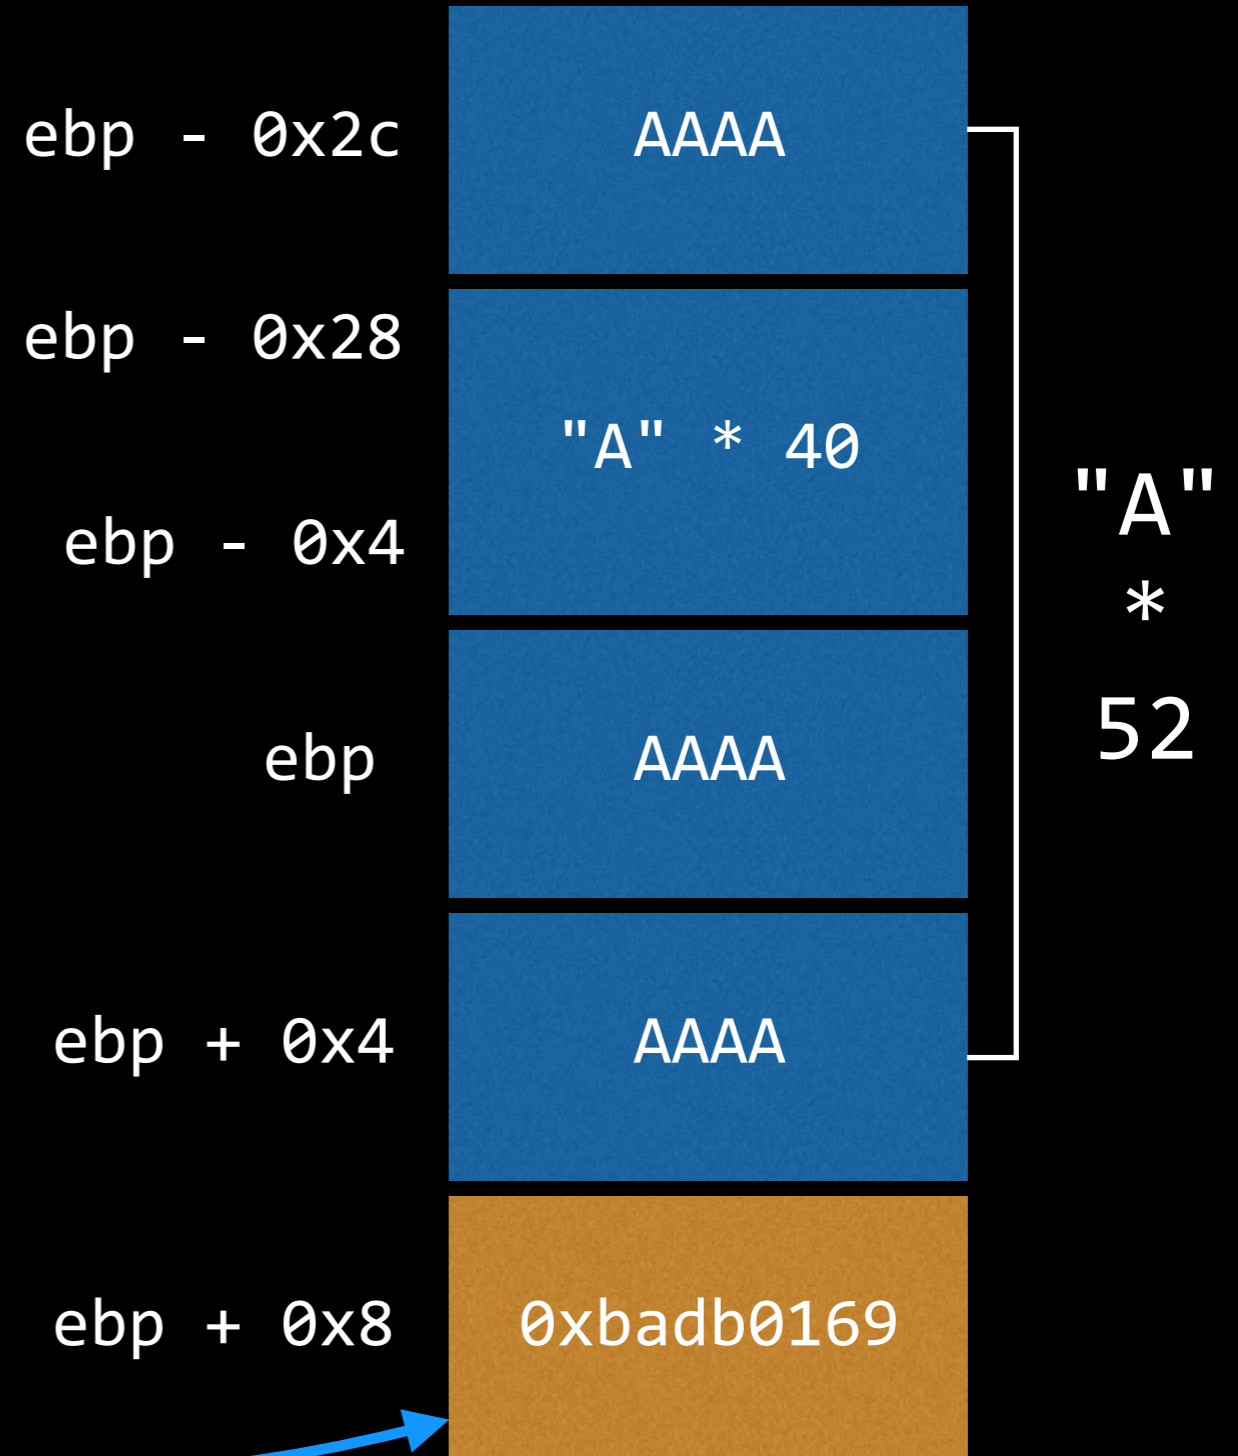 ebp - 0x2c AAAA
ebp - 0x28
"A" * 40
ebp - 0x4
"A"
*
52
ebp AAAA
ebp + 0x4 AAAA
ebp + 0x8 0xbadb0169